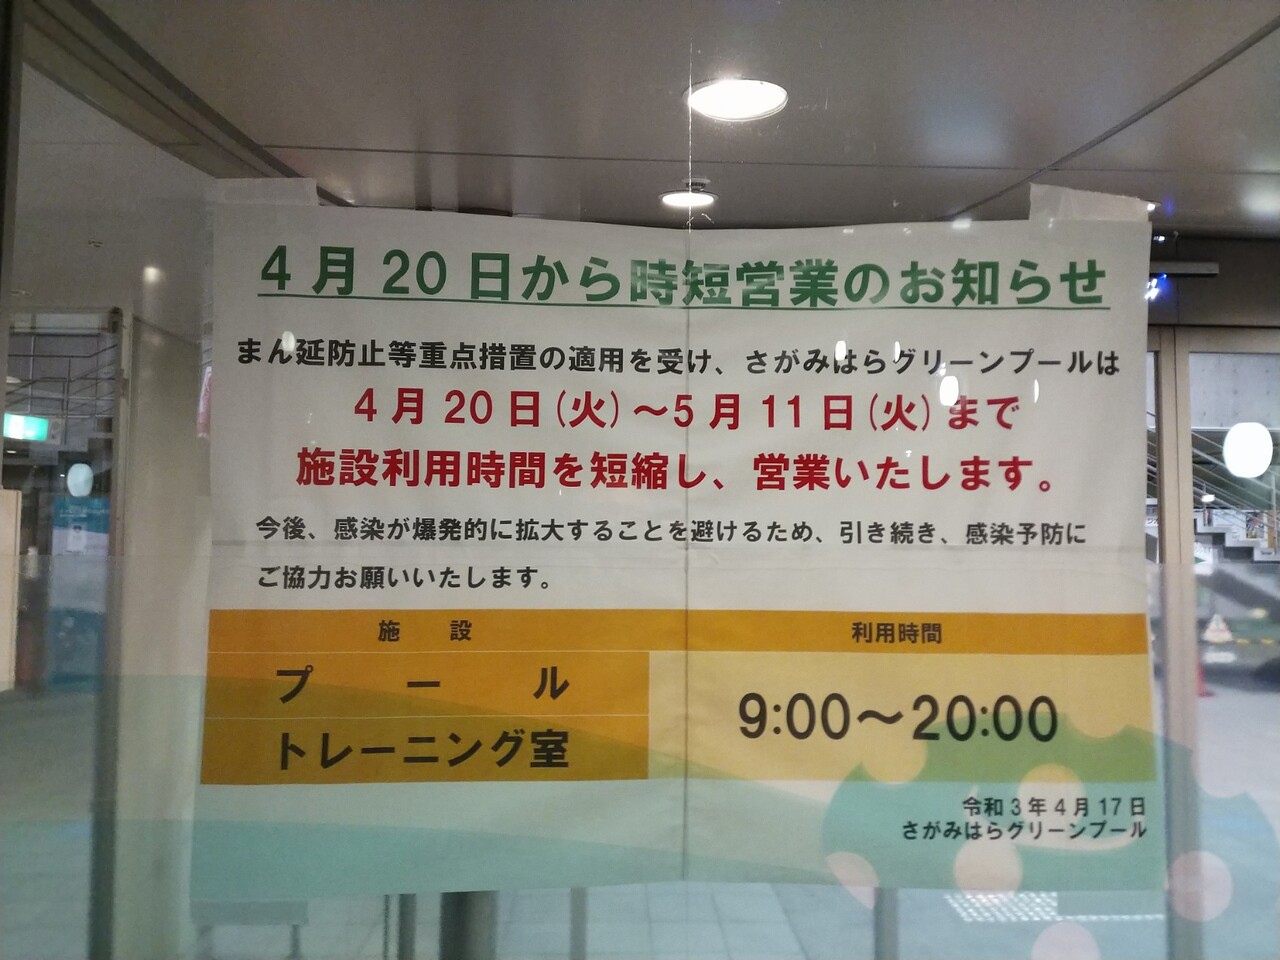 4月20日から時短営業のお知らせ
まん延防止等重点措置の適用を受け、さがみはらグリーンプールは
4月20日(火)～5月11日(火)まで
施設利用時間を短縮し、営業いたします。
今後、感染が爆発的に拡大することを避けるため、引き続き、感染予防に
ご協力お願いいたします。
施　設　利用時間
プール
トレーニング室
9:00～20:00
令和3年4月17日
さがみはらグリーンプール